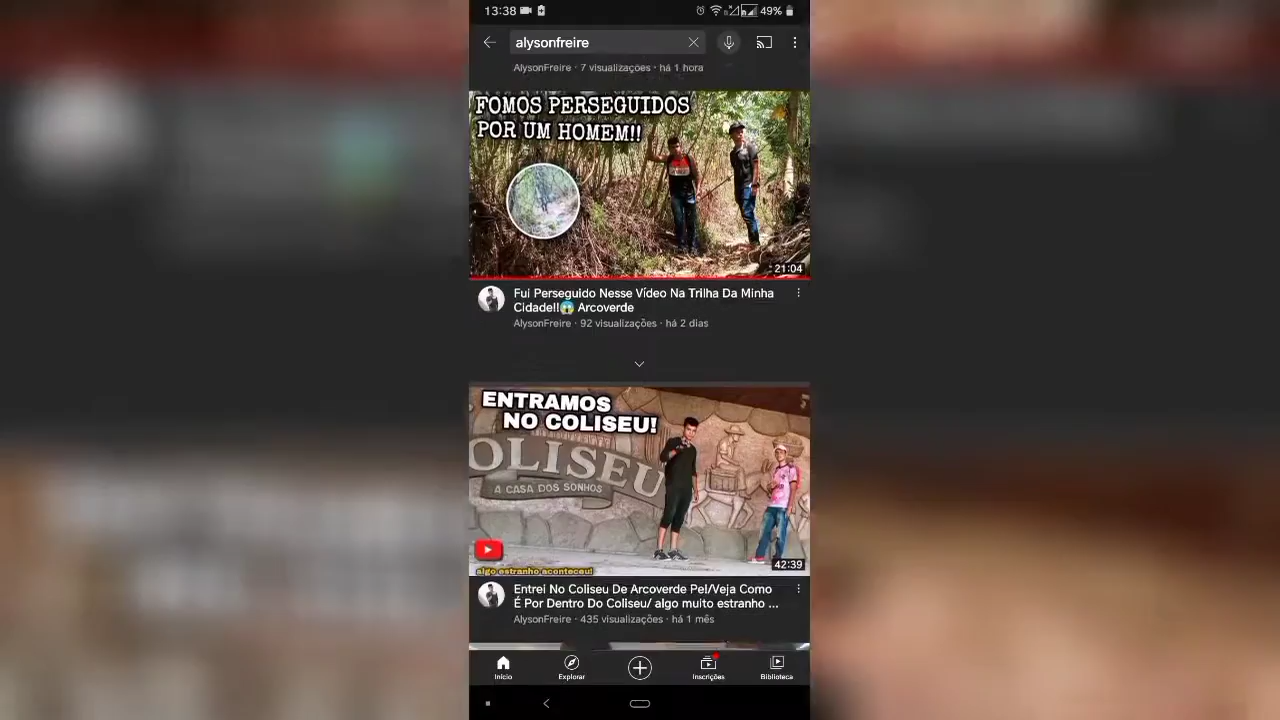 13:38
49%
alysonfreire
AlysonFreire · 7 visualizações · há 1 hora
FOMOS PERSEGUIDOS
POR UM HOMEM!!
21:04
Fui Perseguido Nesse Vídeo Na Trilha Da Minha
Cidade!!😱 Arcoverde
AlysonFreire · 92 visualizações · há 2 dias
ENTRAMOS
NO COLISEU!
OLISEU
A CASA DOS SONHOS
42:39
algo estranho aconteceu!
Entrei No Coliseu De Arcoverde Pe!/Veja Como
É Por Dentro Do Coliseu/ algo muito estranho ...
AlysonFreire · 435 visualizações · há 1 mês
Início
Explorar
Inscrições
Biblioteca